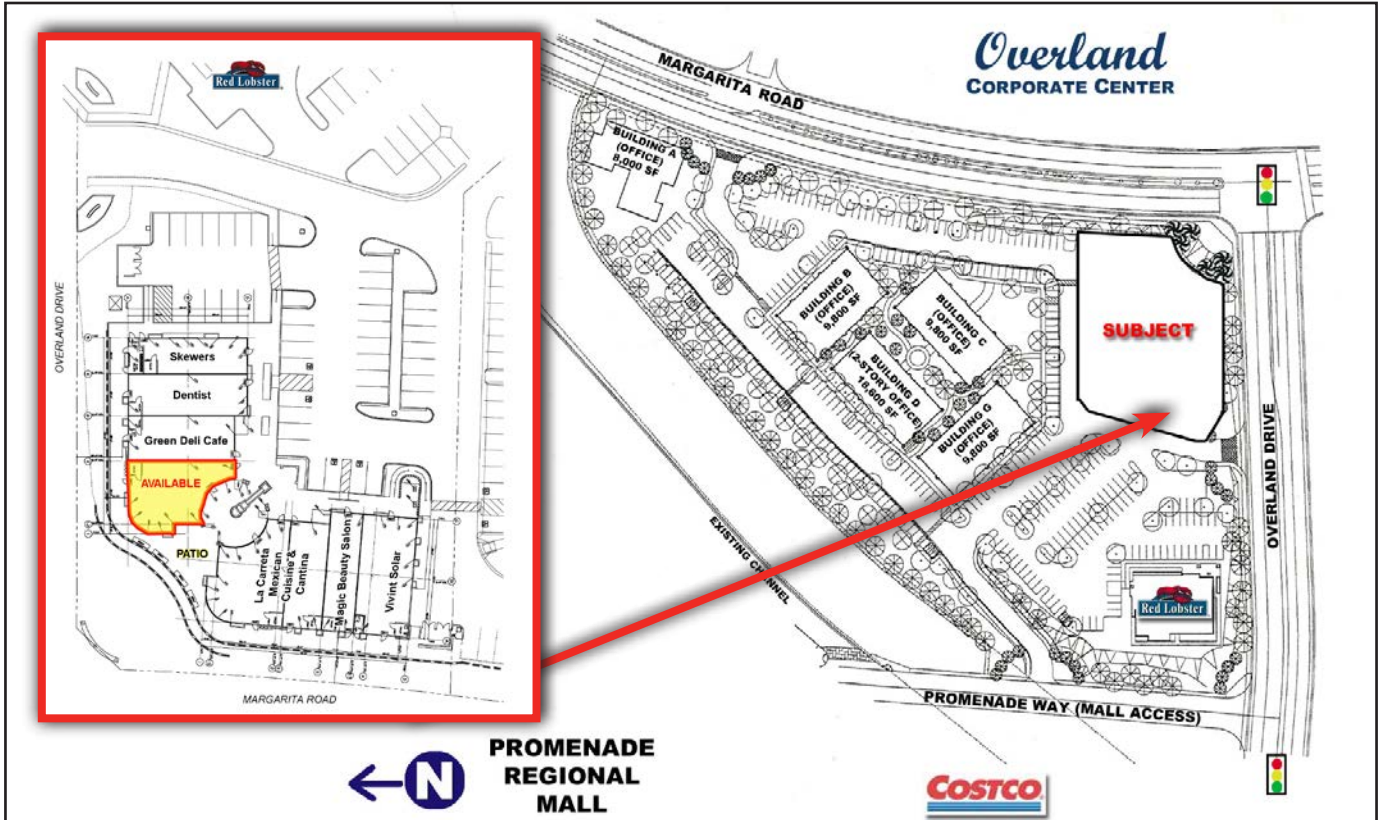 Red Lobster
OVERLAND DRIVE
Skewers
Dentist
Green Deli Cafe
AVAILABLE
PATIO
La Carreta
Mexican
Cuisine &
Cantina
Magic Beauty Salon
Vivint Solar
MARGARITA ROAD
Overland
CORPORATE CENTER
MARGARITA ROAD
BUILDING A
(OFFICE)
8,000 SF
BUILDING B
(OFFICE)
9,800 SF
BUILDING C
(OFFICE)
9,800 SF
BUILDING D
(2-STORY OFFICE)
18,600 SF
BUILDING G
(OFFICE)
9,800 SF
SUBJECT
OVERLAND DRIVE
EXISTING CHANNEL
Red Lobster
PROMENADE WAY (MALL ACCESS)
N
PROMENADE
REGIONAL
MALL
COSTCO